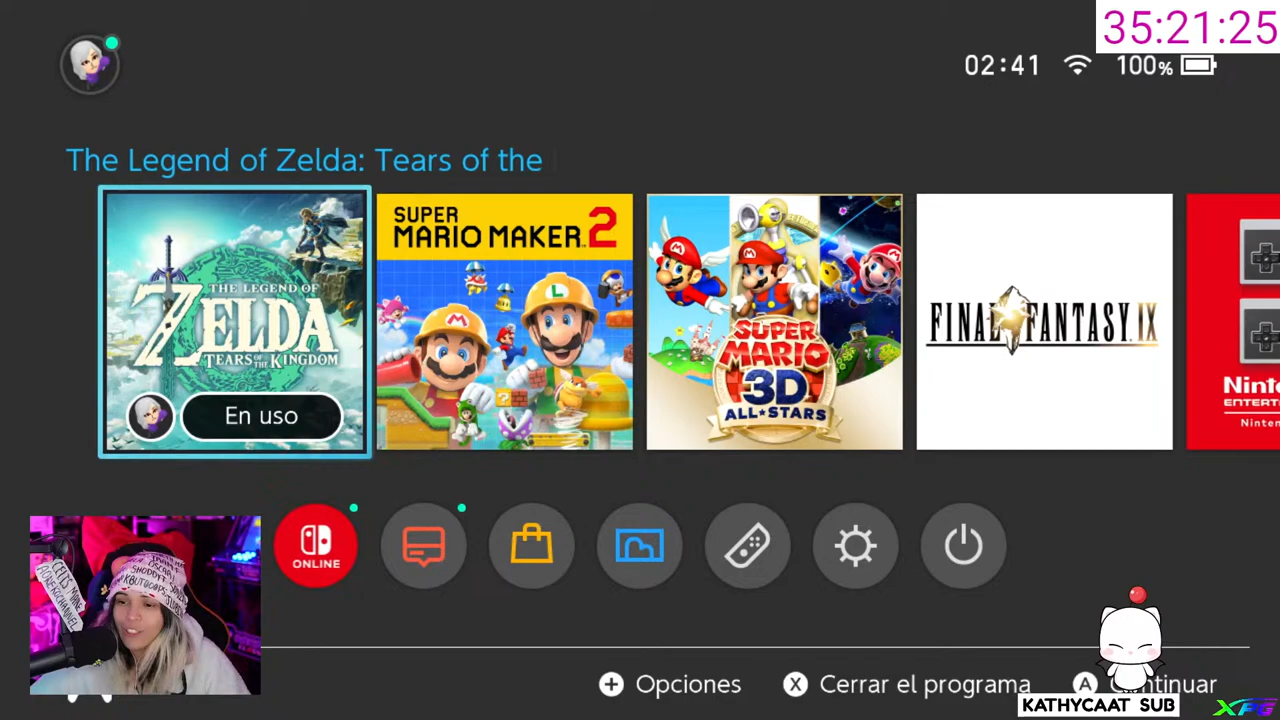 35:21:25
02:41
100%
The Legend of Zelda: Tears of the
THE LEGEND OF
ZELDA
TEARS OF THE KINGDOM
En uso
SUPER
MARIO MAKER 2
SUPER
MARIO
3D
ALL★STARS
FINAL FANTASY IX
ONLINE
Opciones
Cerrar el programa
KATHYCAAT SUB
XPG